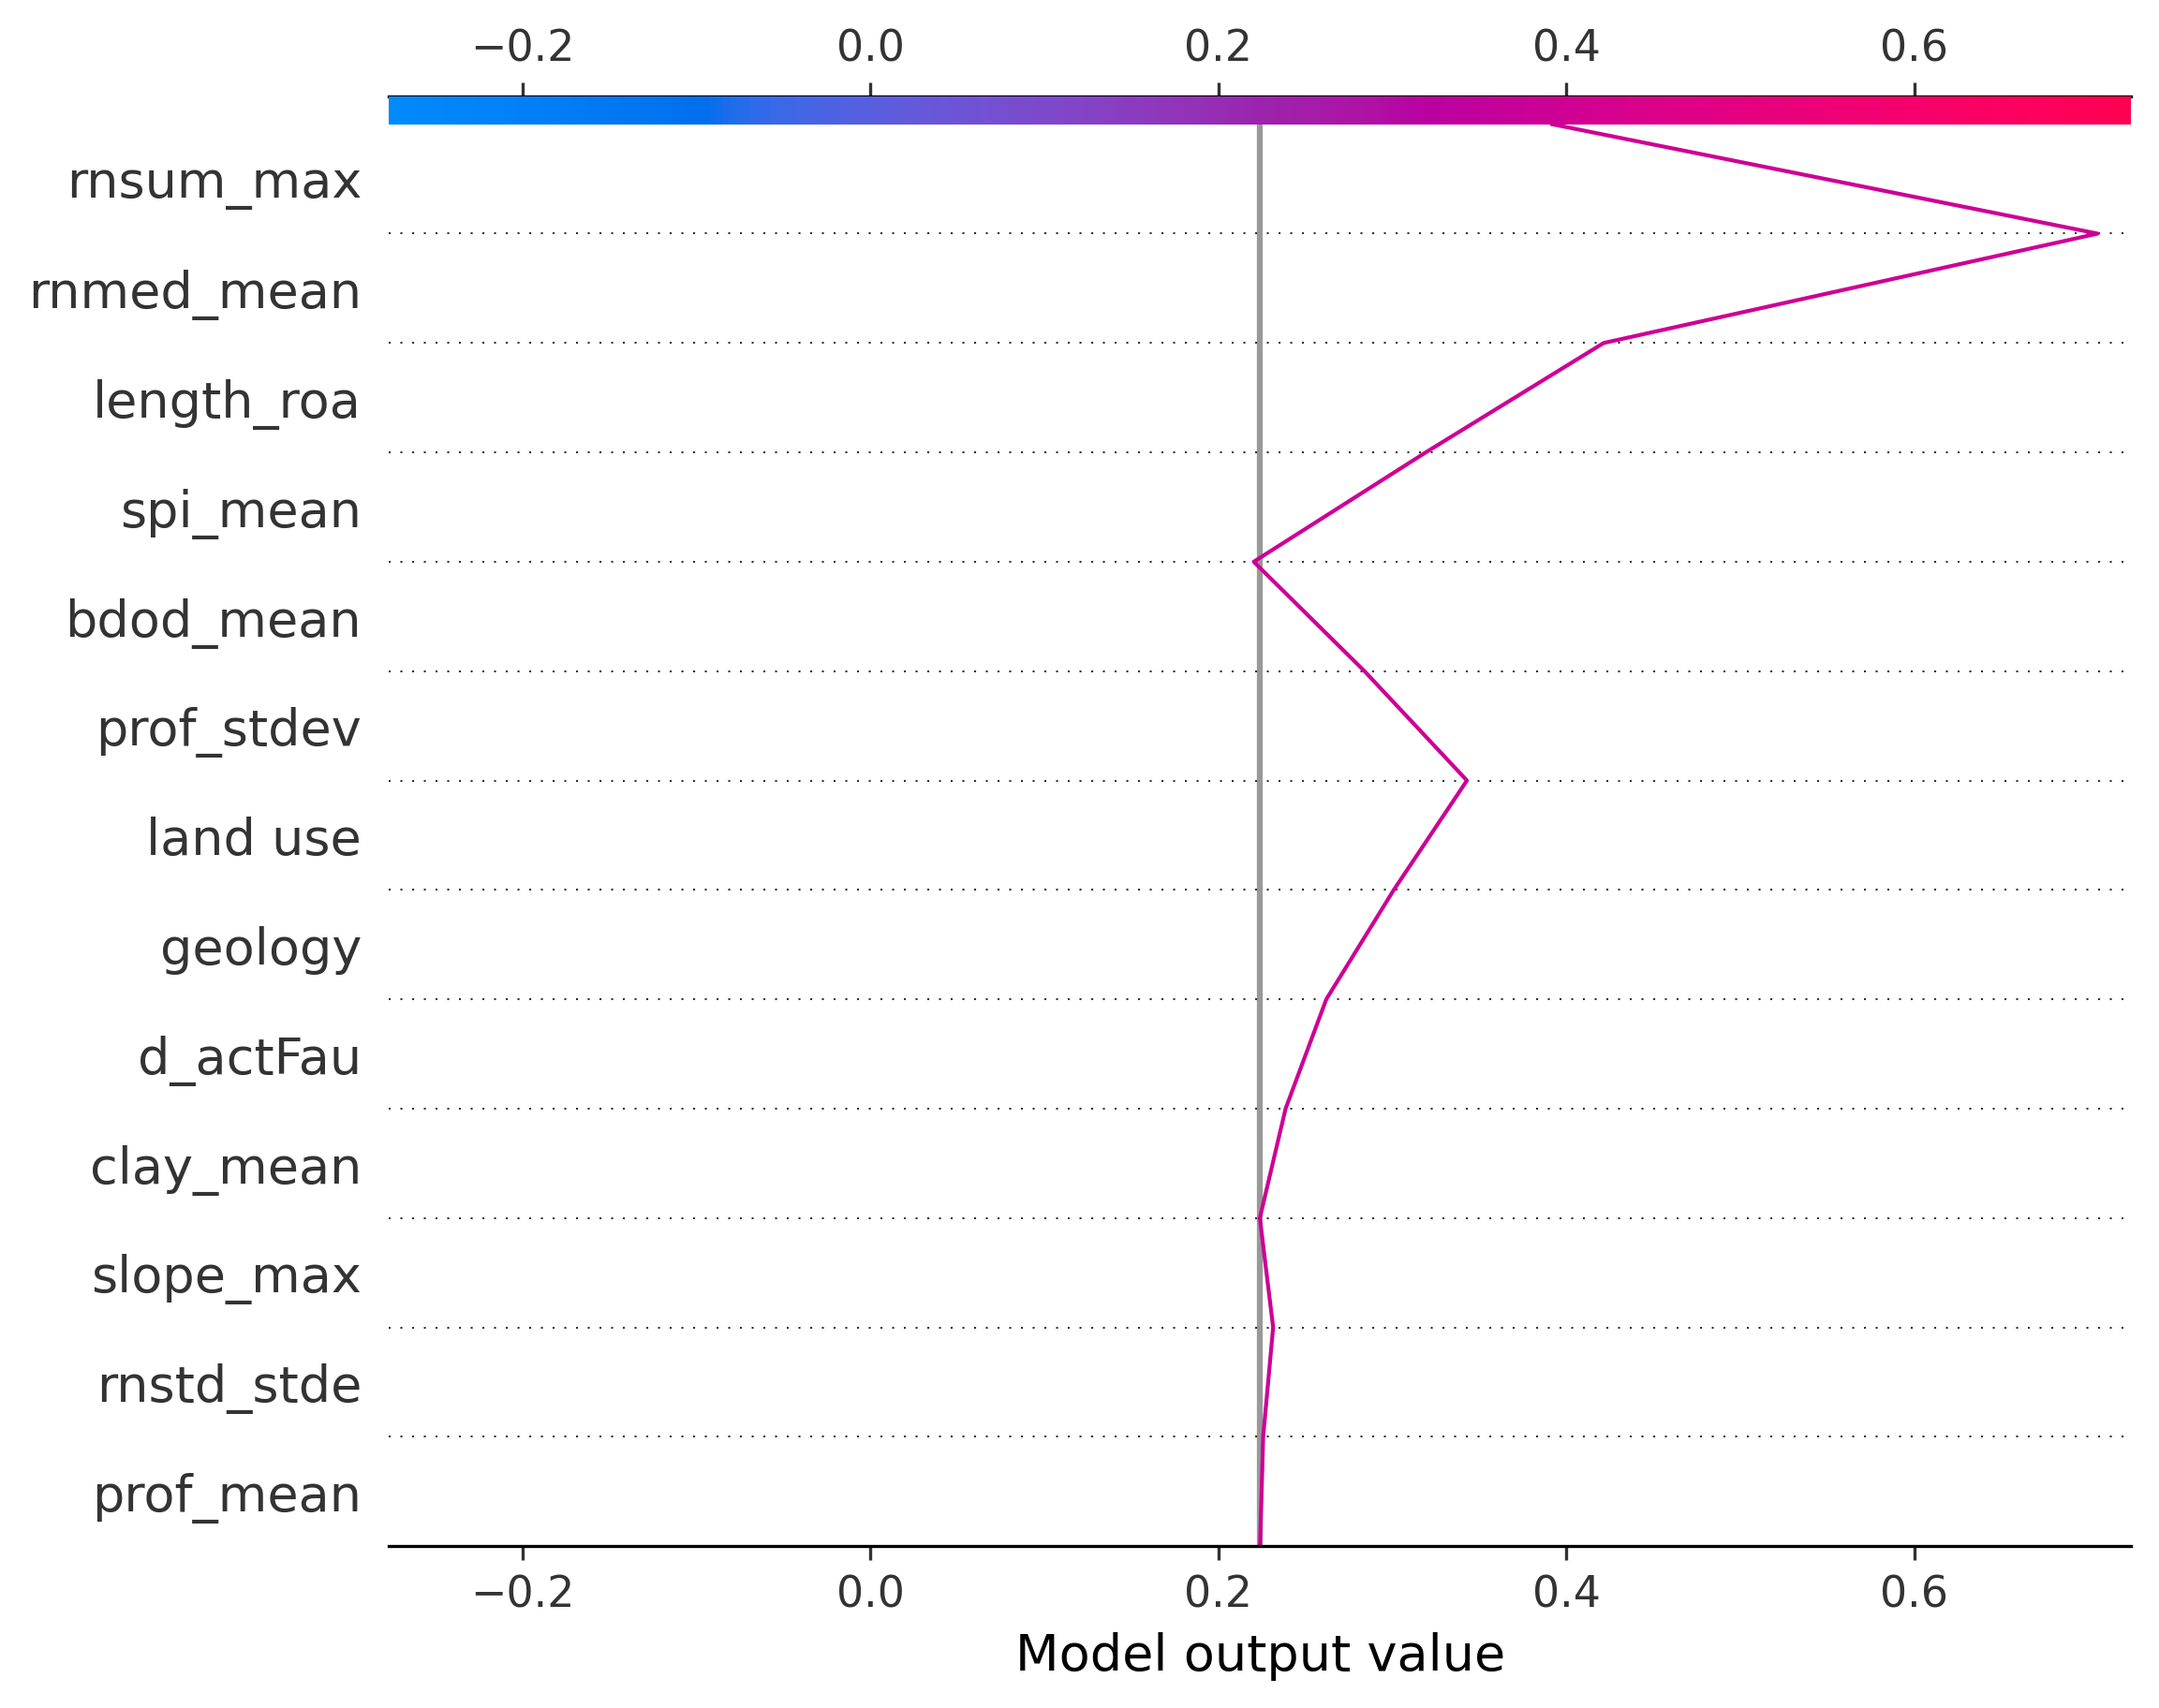 −0.2 0.0 0.2 0.4 0.6
rnsum_max
rnmed_mean
length_roa
spi_mean
bdod_mean
prof_stdev
land use
geology
d_actFau
clay_mean
slope_max
rnstd_stde
prof_mean
−0.2 0.0 0.2 0.4 0.6
Model output value